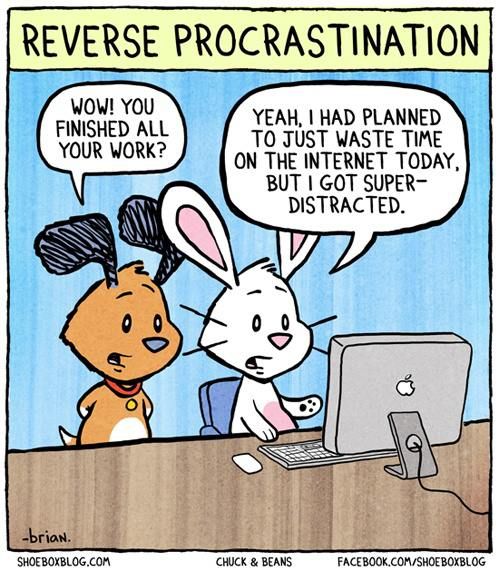 REVERSE PROCRASTINATION
WOW! YOU
FINISHED ALL
YOUR WORK?
YEAH, I HAD PLANNED
TO JUST WASTE TIME
ON THE INTERNET TODAY,
BUT I GOT SUPER-
DISTRACTED.
-brian.
SHOEBOXBLOG.COM
CHUCK & BEANS
FACEBOOK.COM/SHOEBOXBLOG